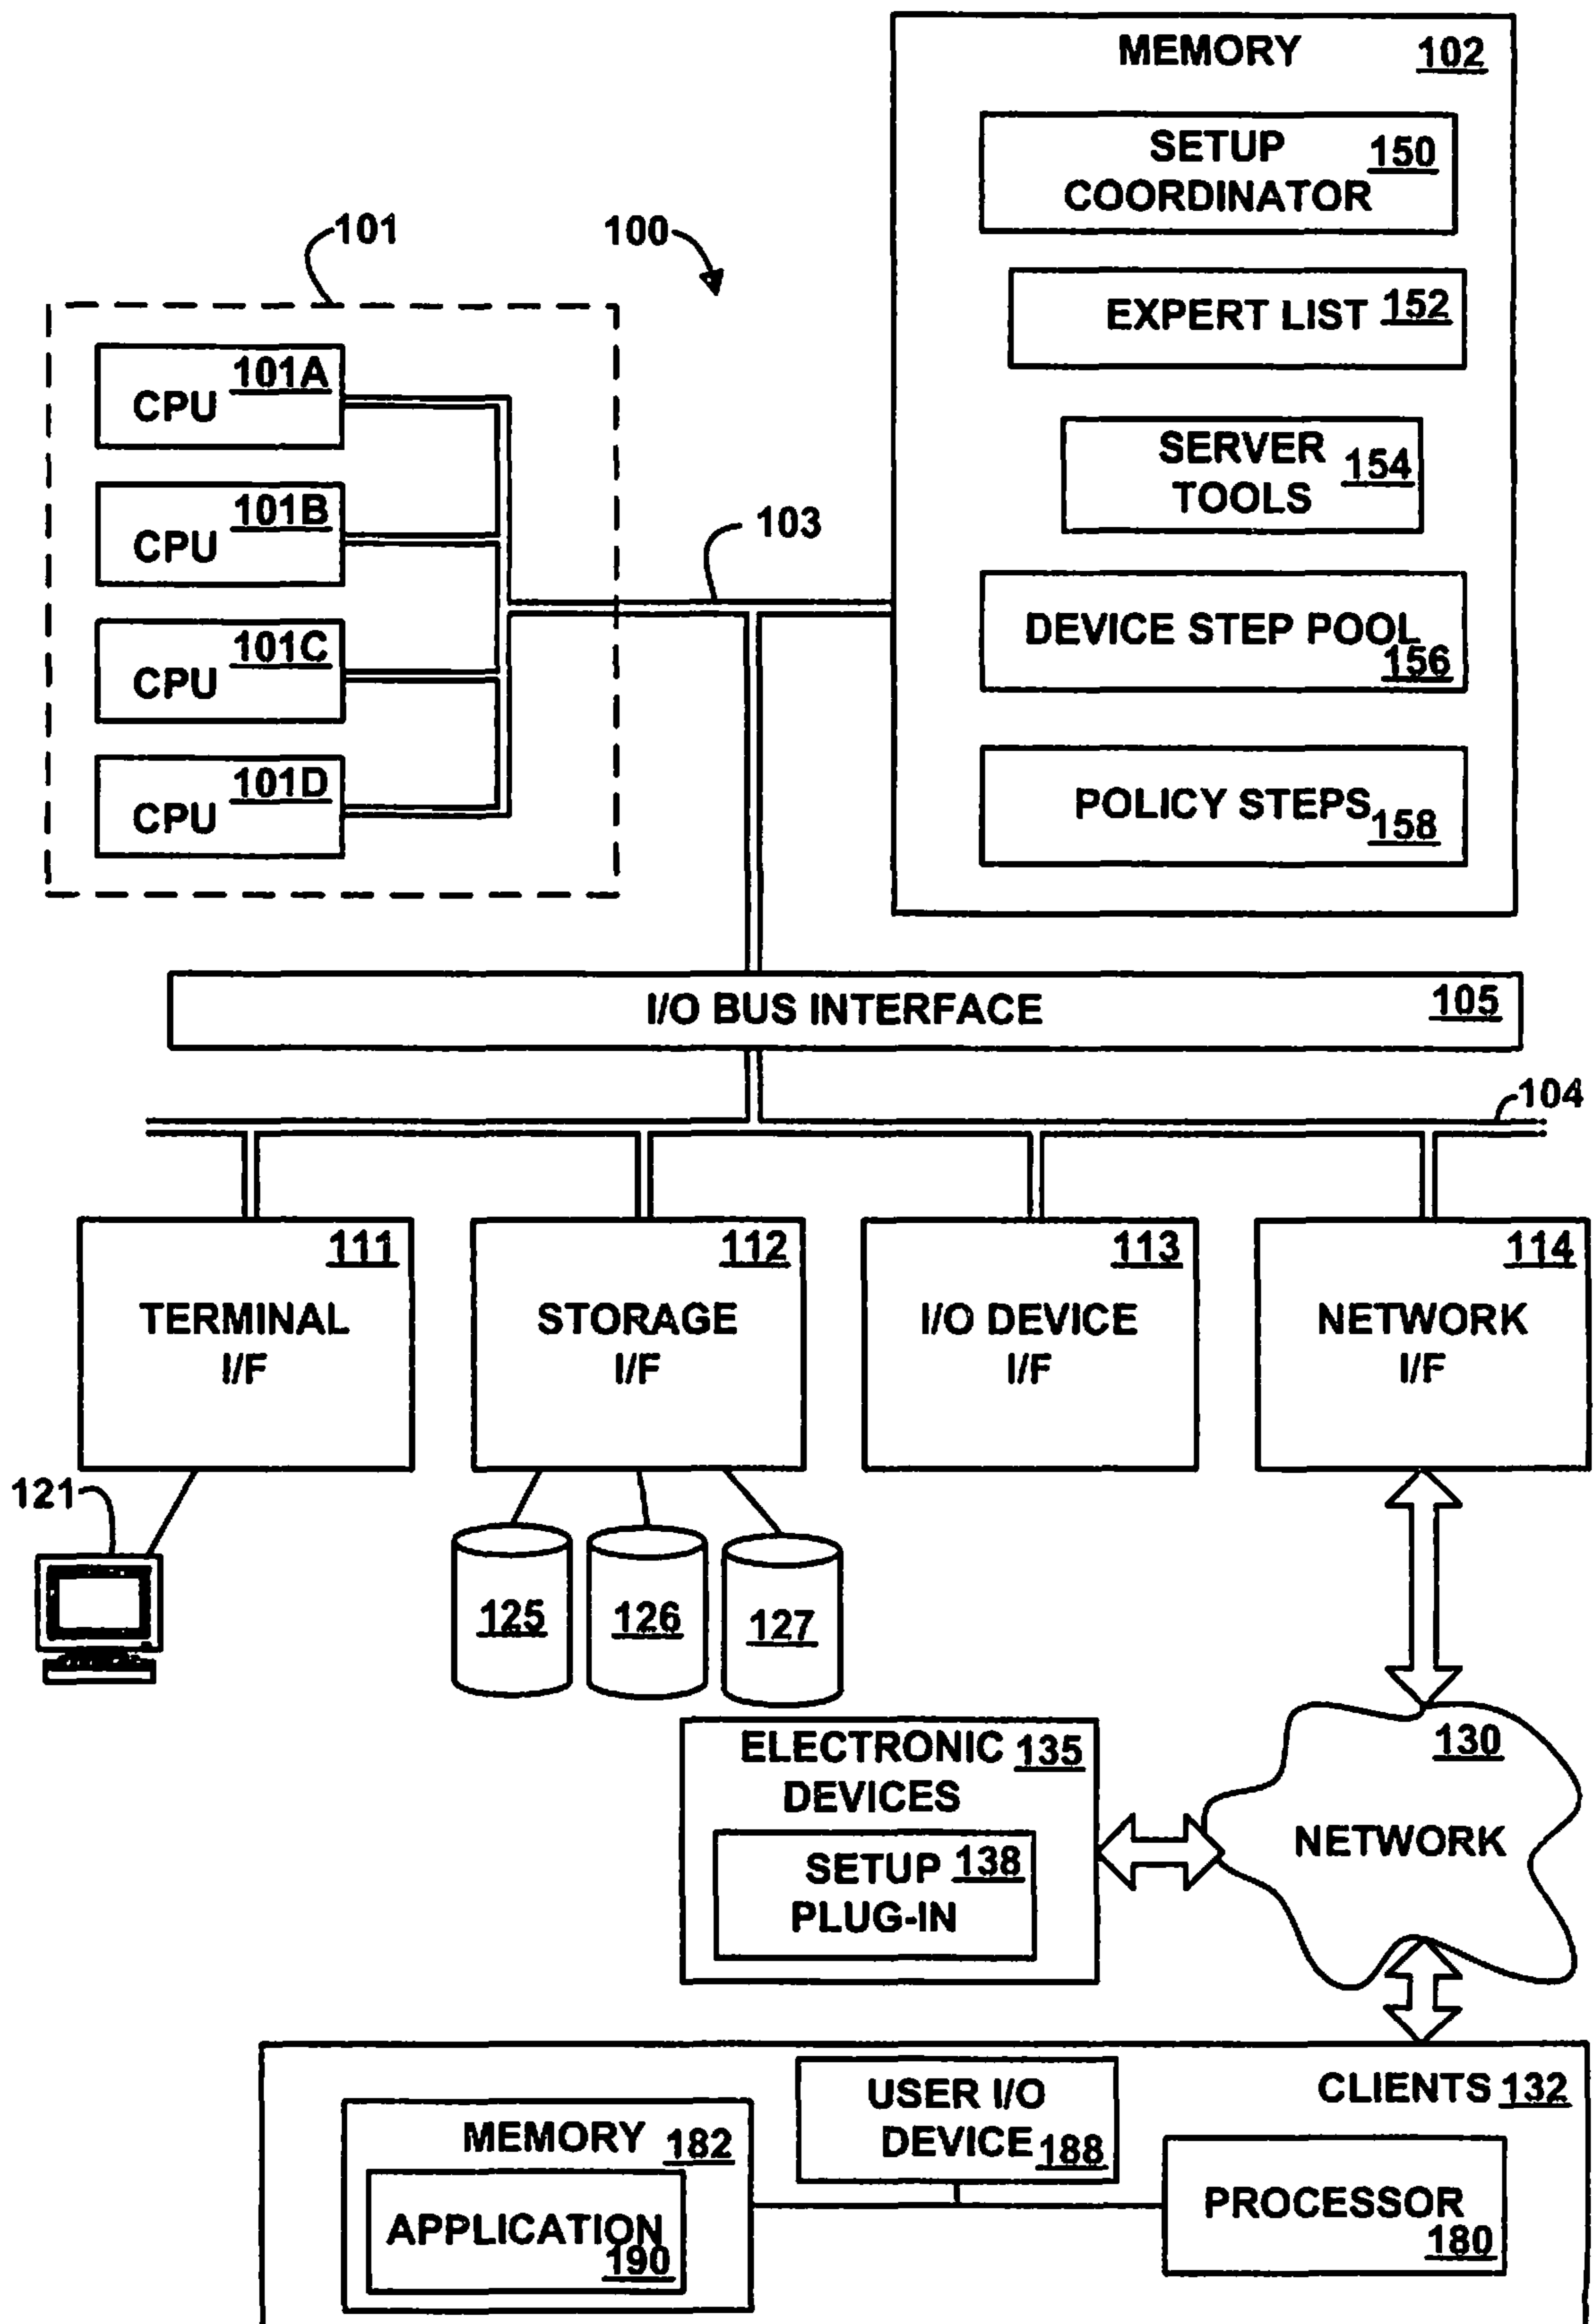 MEMORY 102
SETUP 150
COORDINATOR
EXPERT LIST 152
SERVER 154
TOOLS
DEVICE STEP POOL
156
POLICY STEPS 158
101
100
CPU 101A
CPU 101B
CPU 101C
CPU 101D
103
I/O BUS INTERFACE 105
104
111
TERMINAL
I/F
112
STORAGE
I/F
113
I/O DEVICE
I/F
114
NETWORK
I/F
121
125
126
127
ELECTRONIC 135
DEVICES
SETUP 138
PLUG-IN
130
NETWORK
CLIENTS 132
USER I/O
DEVICE 188
MEMORY 182
APPLICATION
190
PROCESSOR
180